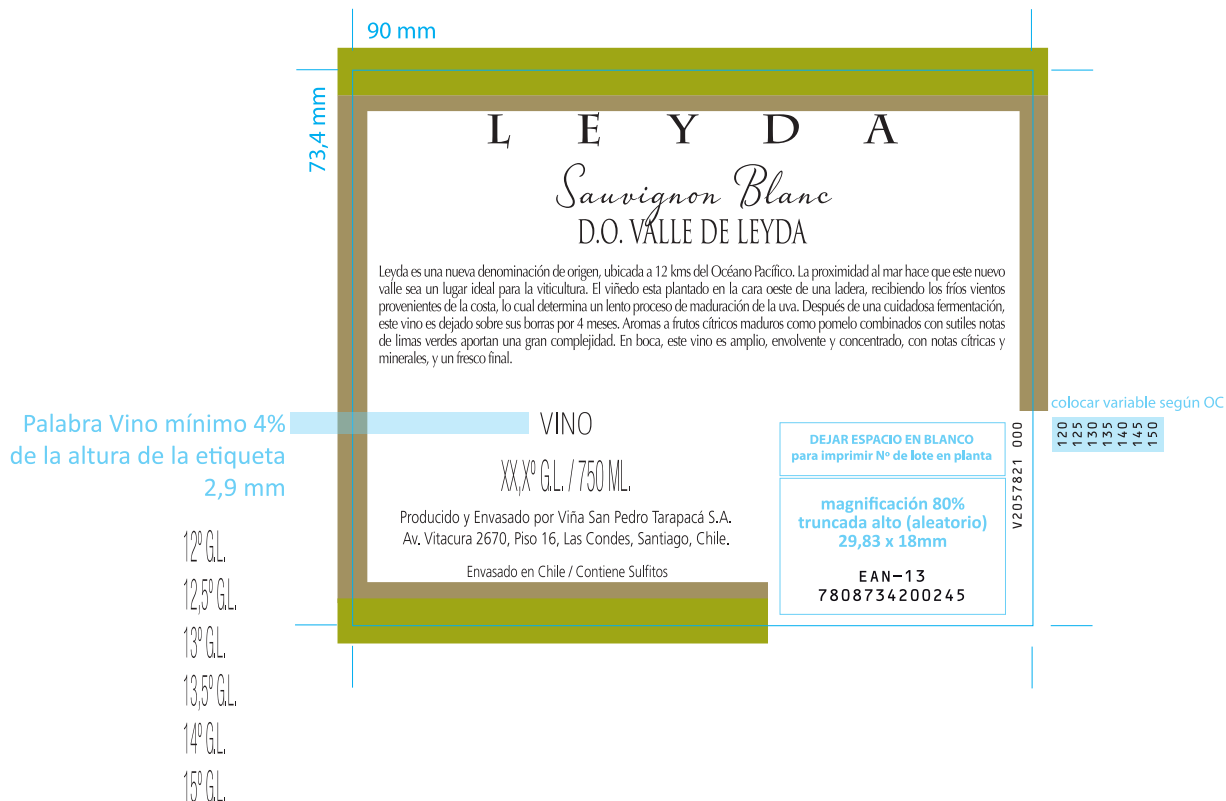 90 mm
73,4 mm
L E Y D A
Sauvignon Blanc
D.O. VALLE DE LEYDA
Leyda es una nueva denominación de origen, ubicada a 12 kms del Océano Pacífico. La proximidad al mar hace que este nuevo
valle sea un lugar ideal para la viticultura. El viñedo esta plantado en la cara oeste de una ladera, recibiendo los fríos vientos
provenientes de la costa, lo cual determina un lento proceso de maduración de la uva. Después de una cuidadosa fermentación,
este vino es dejado sobre sus borras por 4 meses. Aromas a frutos cítricos maduros como pomelo combinados con sutiles notas
de limas verdes aportan una gran complejidad. En boca, este vino es amplio, envolvente y concentrado, con notas cítricas y
minerales, y un fresco final.
Palabra Vino mínimo 4%
de la altura de la etiqueta
2,9 mm
VINO
XX,Xº G.L. / 750 ML.
Producido y Envasado por Viña San Pedro Tarapacá S.A.
Av. Vitacura 2670, Piso 16, Las Condes, Santiago, Chile.
Envasado en Chile / Contiene Sulfitos
DEJAR ESPACIO EN BLANCO
para imprimir Nº de lote en planta
magnificación 80%
truncada alto (aleatorio)
29,83 x 18mm
EAN-13
7808734200245
V2057821 000
colocar variable según OC
120
125
130
135
140
145
150
12º G.L.
12,5º G.L.
13º G.L.
13,5º G.L.
14º G.L.
15º G.L.